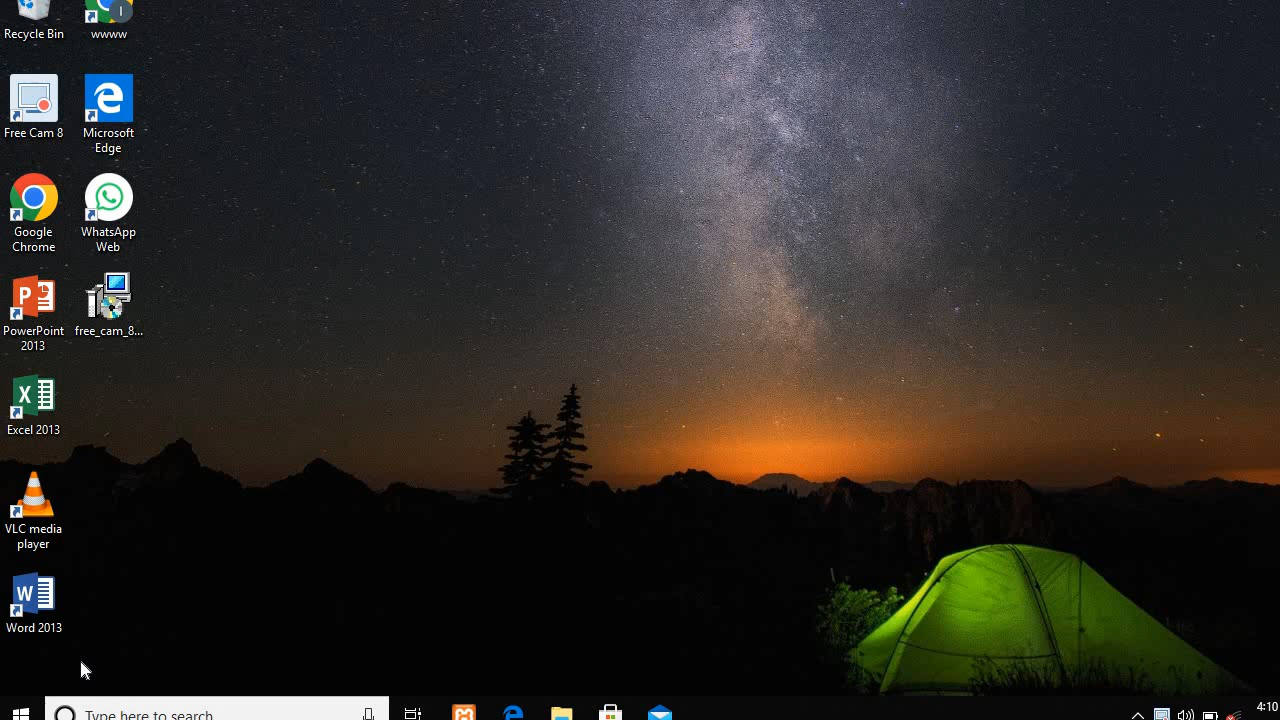 Recycle Bin
wwww
Free Cam 8
Microsoft
Edge
Google
Chrome
WhatsApp
Web
PowerPoint
2013
free_cam_8...
Excel 2013
VLC media
player
Word 2013
Type here to search
4:10